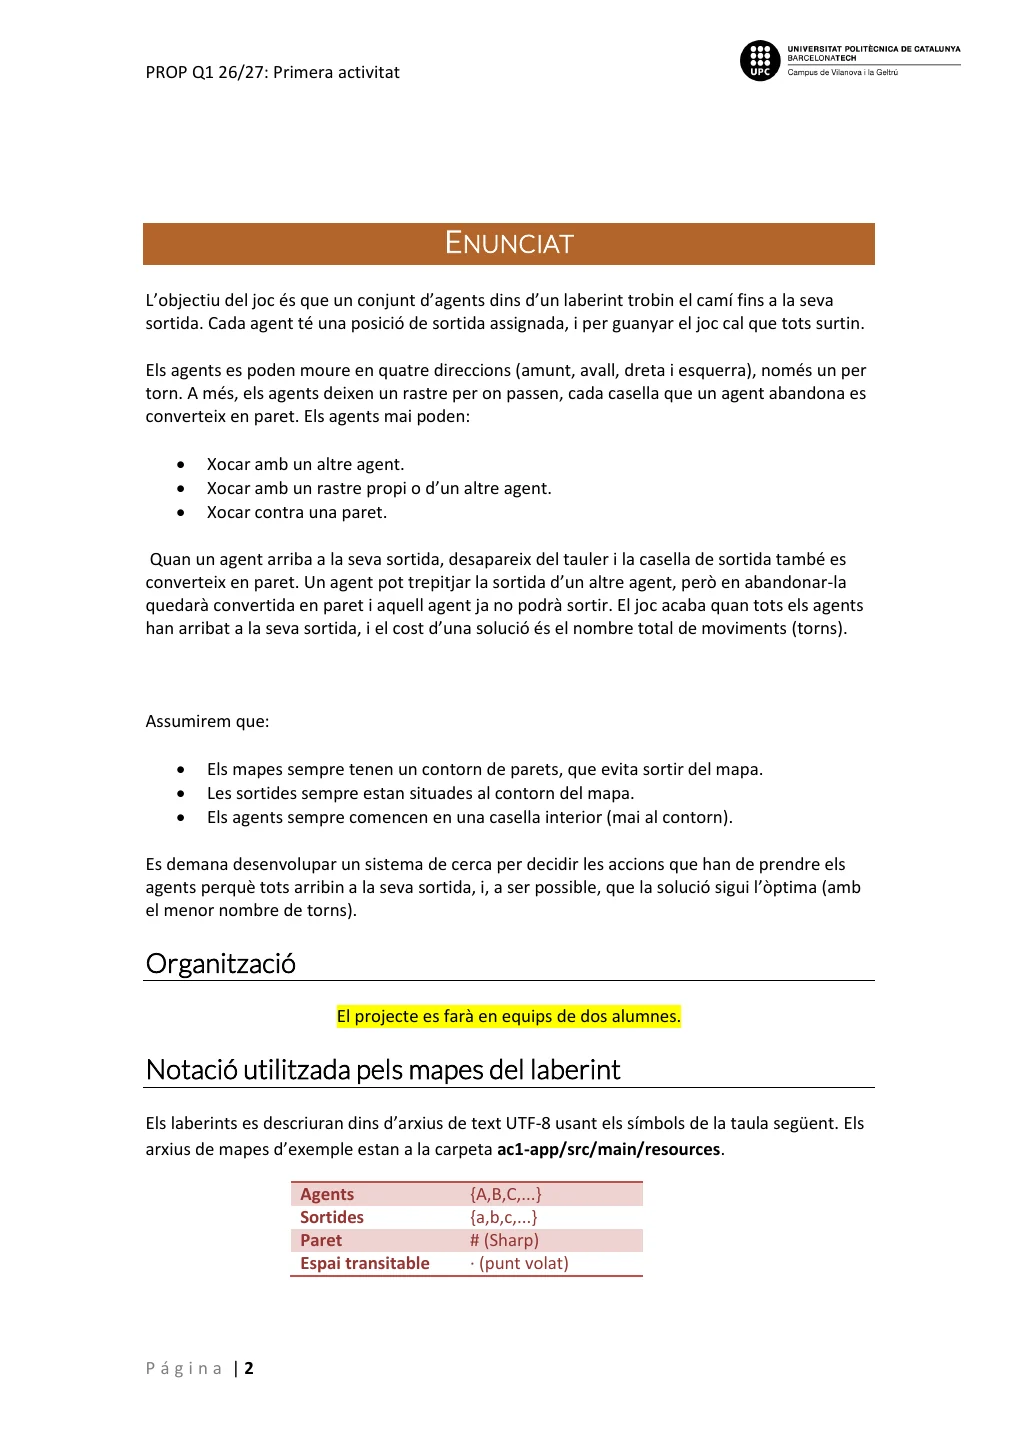 PROP Q1 26/27: Primera activitat
UNIVERSITAT POLITÈCNICA DE CATALUNYA
BARCELONATECH
UPC
Campus de Vilanova i la Geltrú
ENUNCIAT
L’objectiu del joc és que un conjunt d’agents dins d’un laberint trobin el camí fins a la seva
sortida. Cada agent té una posició de sortida assignada, i per guanyar el joc cal que tots surtin.
Els agents es poden moure en quatre direccions (amunt, avall, dreta i esquerra), només un per
torn. A més, els agents deixen un rastre per on passen, cada casella que un agent abandona es
converteix en paret. Els agents mai poden:
• Xocar amb un altre agent.
• Xocar amb un rastre propi o d’un altre agent.
• Xocar contra una paret.
Quan un agent arriba a la seva sortida, desapareix del tauler i la casella de sortida també es
converteix en paret. Un agent pot trepitjar la sortida d’un altre agent, però en abandonar-la
quedarà convertida en paret i aquell agent ja no podrà sortir. El joc acaba quan tots els agents
han arribat a la seva sortida, i el cost d’una solució és el nombre total de moviments (torns).
Assumirem que:
• Els mapes sempre tenen un contorn de parets, que evita sortir del mapa.
• Les sortides sempre estan situades al contorn del mapa.
• Els agents sempre comencen en una casella interior (mai al contorn).
Es demana desenvolupar un sistema de cerca per decidir les accions que han de prendre els
agents perquè tots arribin a la seva sortida, i, a ser possible, que la solució sigui l’òptima (amb
el menor nombre de torns).
Organització
El projecte es farà en equips de dos alumnes.
Notació utilitzada pels mapes del laberint
Els laberints es descriuran dins d’arxius de text UTF-8 usant els símbols de la taula següent. Els
arxius de mapes d’exemple estan a la carpeta ac1-app/src/main/resources.
Agents {A,B,C,...}
Sortides {a,b,c,...}
Paret # (Sharp)
Espai transitable · (punt volat)
Página | 2